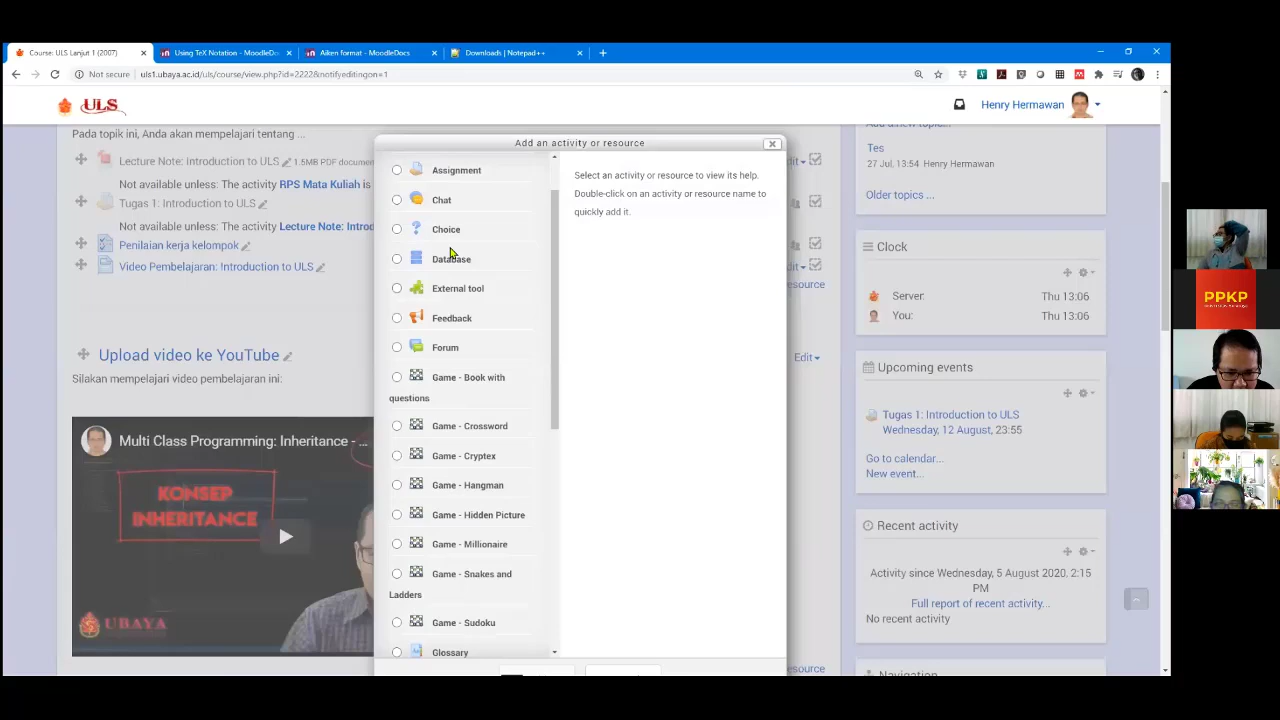 Course: ULS Lanjut 1 (2007)
Using TeX Notation - MoodleDo
Aiken format - MoodleDocs
Downloads | Notepad++
Not secure
uls1.ubaya.ac.id/uls/course/view.php?id=2222&notifyeditingon=1
ULS
Henry Hermawan
Pada topik ini, Anda akan mempelajari tentang ...
Lecture Note: Introduction to ULS
1.5MB PDF documen
Not available unless: The activity RPS Mata Kuliah is
Tugas 1: Introduction to ULS
Not available unless: The activity Lecture Note: Introd
Penilaian kerja kelompok
Video Pembelajaran: Introduction to ULS
Upload video ke YouTube
Silakan mempelajari video pembelajaran ini:
Multi Class Programming: Inheritance - ...
KONSEP
INHERITANCE
UBAYA
Add an activity or resource
Assignment
Chat
Choice
Database
External tool
Feedback
Forum
Game - Book with
questions
Game - Crossword
Game - Cryptex
Game - Hangman
Game - Hidden Picture
Game - Millionaire
Game - Snakes and
Ladders
Game - Sudoku
Glossary
Select an activity or resource to view its help.
Double-click on an activity or resource name to
quickly add it.
Edit
Tes
27 Jul, 13:54 Henry Hermawan
Older topics ...
Clock
Server: Thu 13:06
You: Thu 13:06
Upcoming events
Tugas 1: Introduction to ULS
Wednesday, 12 August, 23:55
Go to calendar...
New event...
Recent activity
Activity since Wednesday, 5 August 2020, 2:15
PM
Full report of recent activity...
No recent activity
PPKP